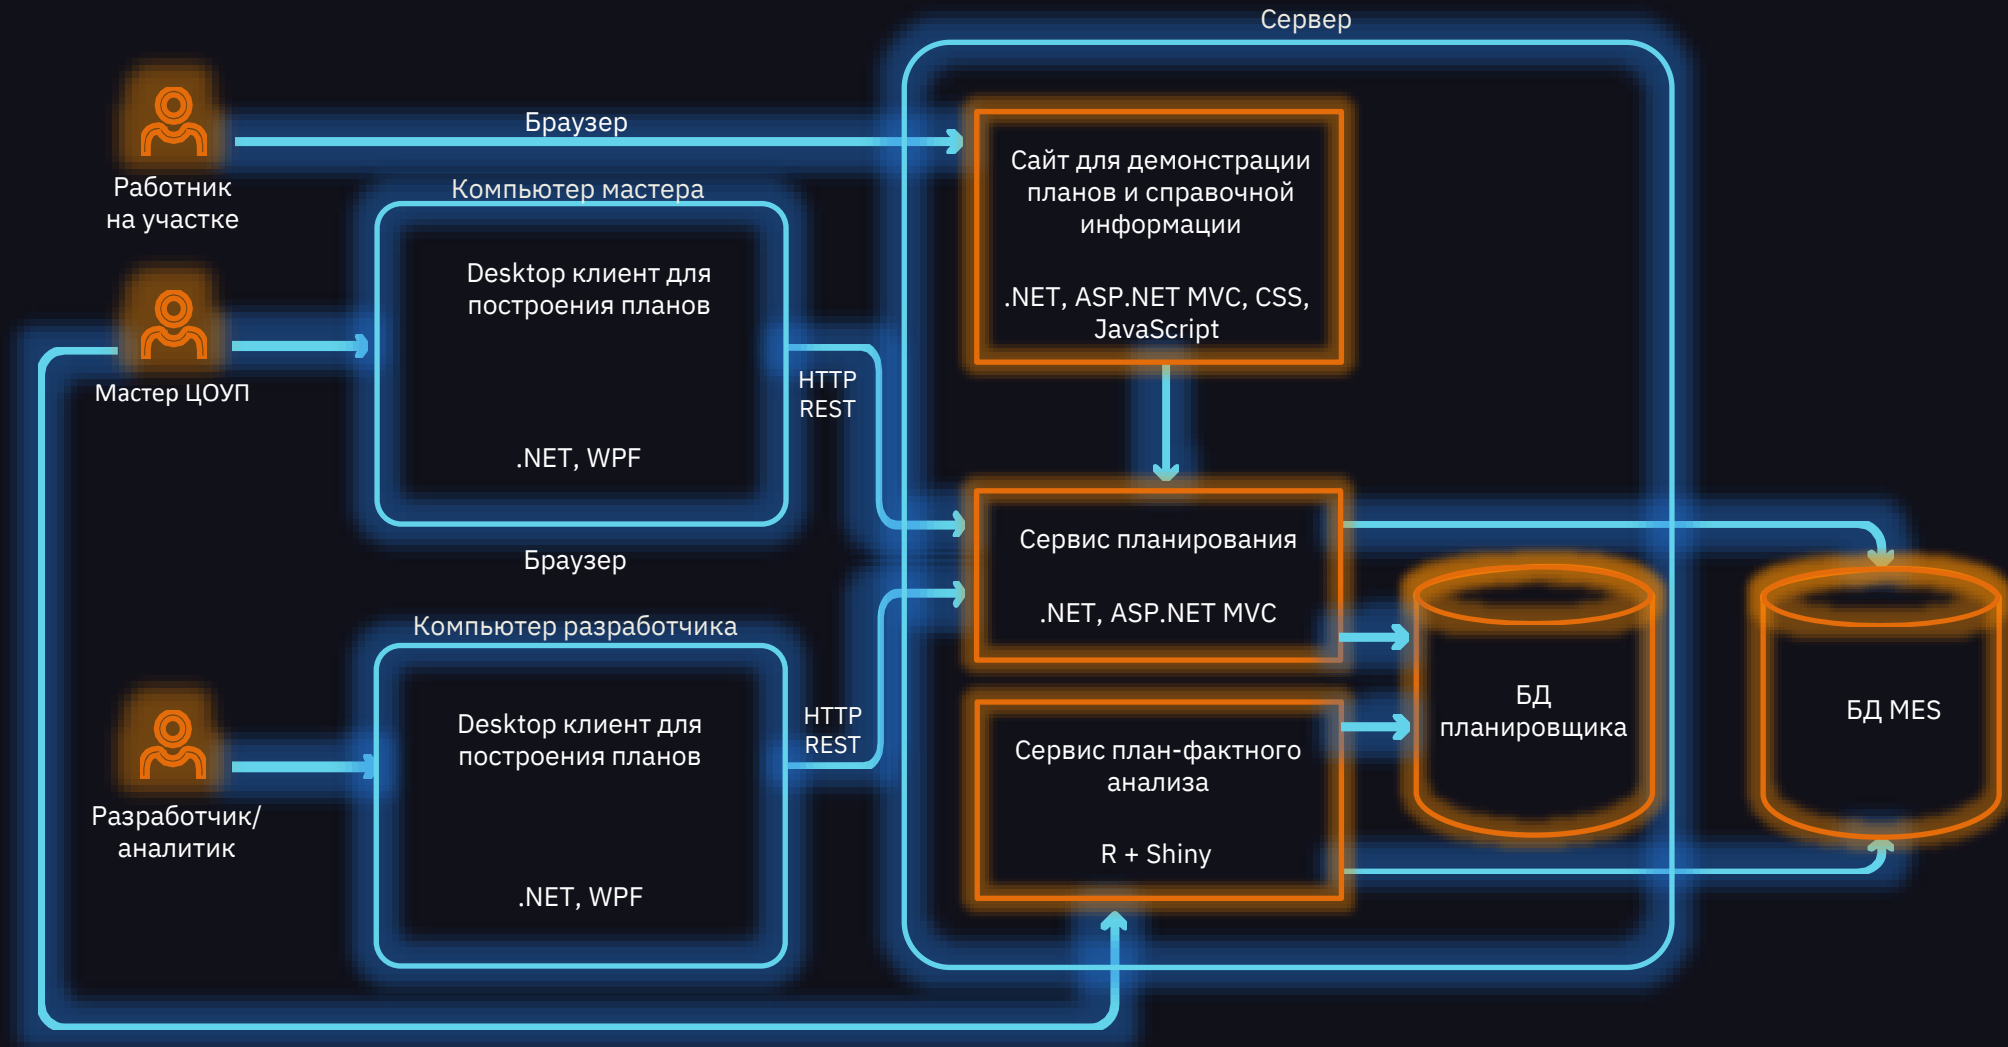 Сервер
Браузер
Работник
на участке
Компьютер мастера
Сайт для демонстрации
планов и справочной
информации
.NET, ASP.NET MVC, CSS,
JavaScript
Desktop клиент для
построения планов
.NET, WPF
Мастер ЦОУП
HTTP
REST
Браузер
Сервис планирования
.NET, ASP.NET MVC
Компьютер разработчика
Desktop клиент для
построения планов
.NET, WPF
HTTP
REST
Разработчик/
аналитик
Сервис план-фактного
анализа
R + Shiny
БД
планировщика
БД MES